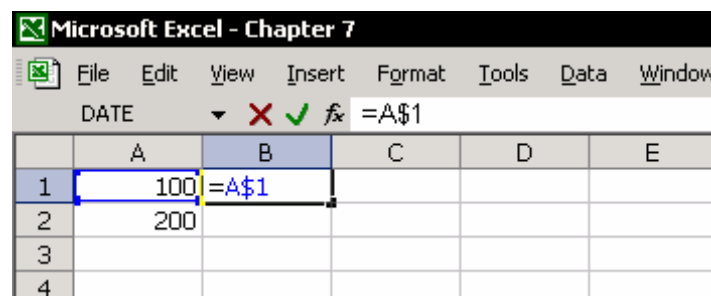 Microsoft Excel - Chapter 7
File Edit View Insert Format Tools Data Window
DATE fx =A$1
A B C D E
1 100 =A$1
2 200
3
4